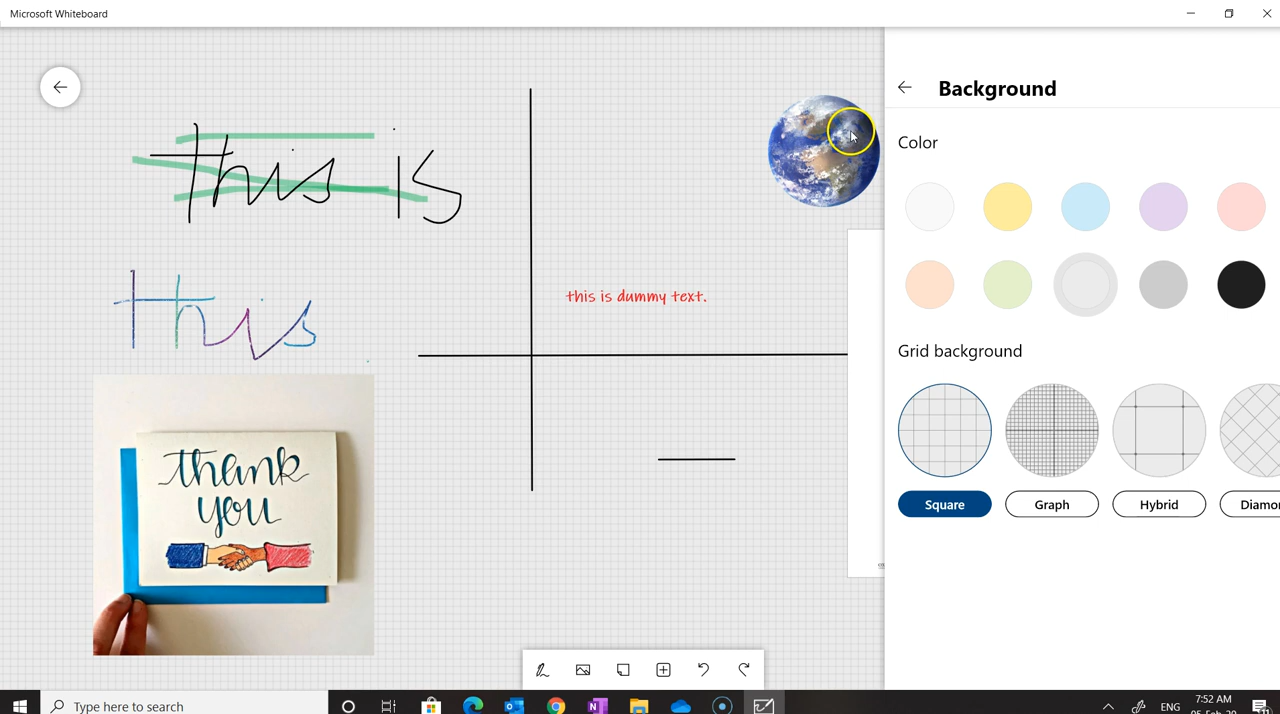 Microsoft Whiteboard
This is
This
thank
you
this is dummy text.
Background
Color
Grid background
Square
Graph
Hybrid
Diamo
Type here to search
ENG
7:52 AM